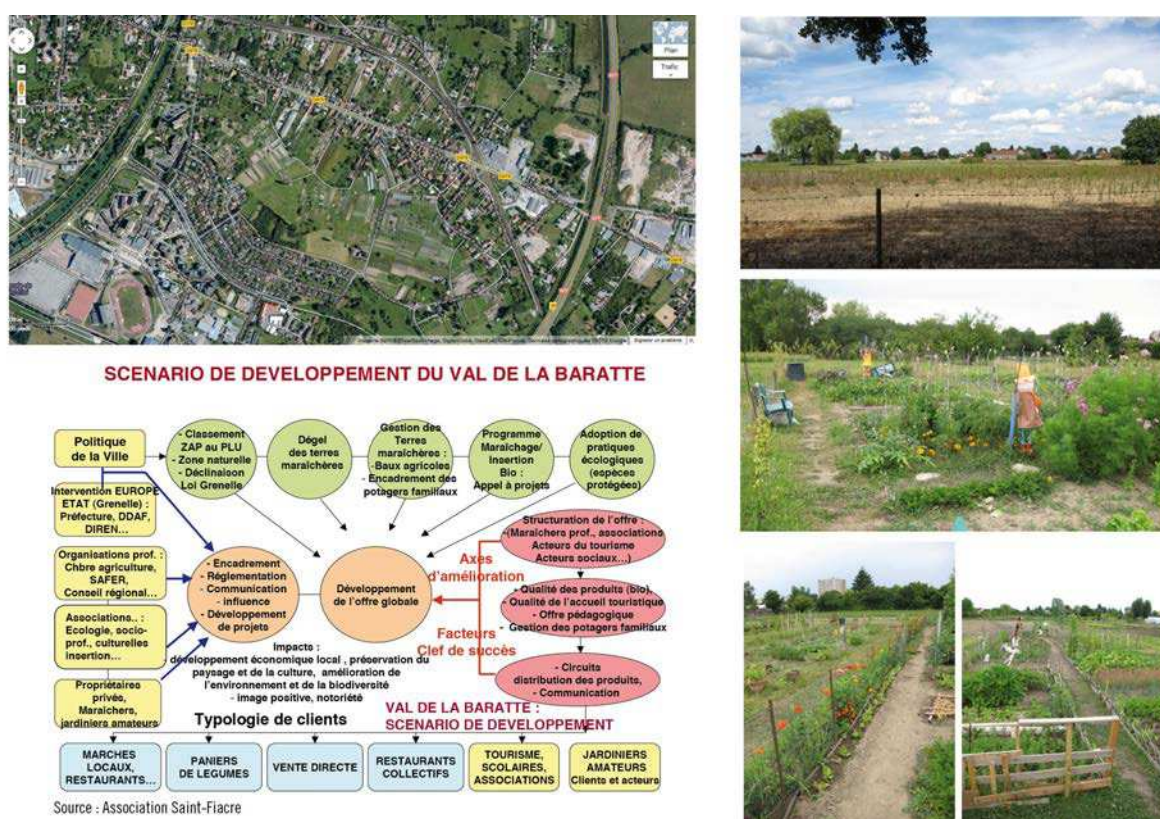 Plan
Trafic
SCENARIO DE DEVELOPPEMENT DU VAL DE LA BARATTE
Politique
de la Ville
- Classement
ZAP au PLU
- Zone naturelle
- Déclinaison
Loi Grenelle
Dégel
des terres
maraîchères
Gestion des
Terres
maraîchères :
-Baux agricoles
- Encadrement des
potagers familiaux
Programme
Maraîchage/
Insertion
Bio :
Appel à projets
Adoption de
pratiques
écologiques
(espèces
protégées)
Intervention EUROPE
ETAT (Grenelle) :
Préfecture, DDAF,
DIREN...
Organisations prof. :
Chbre agriculture,
SAFER,
Conseil régional...
Associations.. :
Ecologie, socio-
prof., culturelles
insertion...
Propriétaires
privés,
Maraîchers,
jardiniers amateurs
- Encadrement
- Réglementation
- Communication
- influence
- Développement
de projets
Développement
de l'offre globale
Axes
d'amélioration
Facteurs
Clef de succès
Structuration de l'offre :
-(Maraîchers prof., associations
Acteurs du tourisme
Acteurs sociaux...)
- Qualité des produits (bio),
- Qualité de l'accueil touristique
- Offre pédagogique
- Gestion des potagers familiaux
- Circuits
distribution des produits,
- Communication
Impacts :
- développement économique local , préservation du
paysage et de la culture, amélioration de
l'environnement et de la biodiversité
- image positive, notoriété
Typologie de clients
VAL DE LA BARATTE :
SCENARIO DE DEVELOPPEMENT
MARCHES
LOCAUX,
RESTAURANTS...
PANIERS
DE LEGUMES
VENTE DIRECTE
RESTAURANTS
COLLECTIFS
TOURISME,
SCOLAIRES,
ASSOCIATIONS
JARDINIERS
AMATEURS
Clients et acteurs
Source : Association Saint-Fiacre